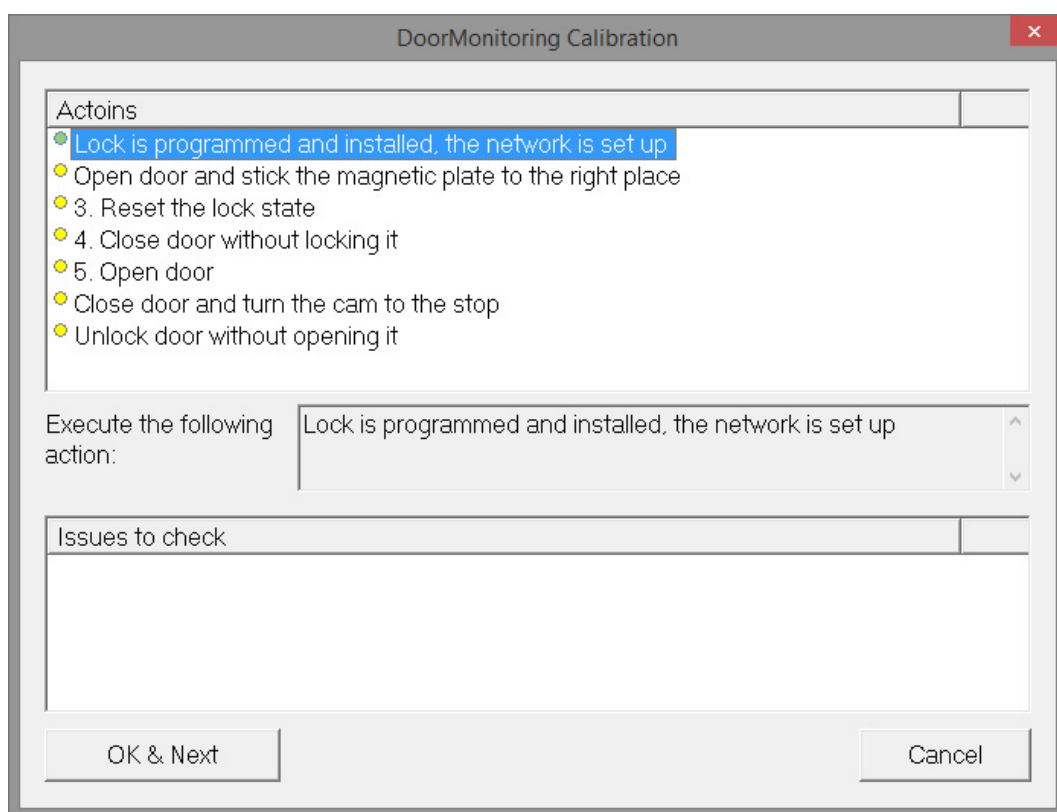 DoorMonitoring Calibration
Actoins
Lock is programmed and installed, the network is set up
Open door and stick the magnetic plate to the right place
3. Reset the lock state
4. Close door without locking it
5. Open door
Close door and turn the cam to the stop
Unlock door without opening it
Execute the following
action:
Lock is programmed and installed, the network is set up
Issues to check
OK & Next
Cancel